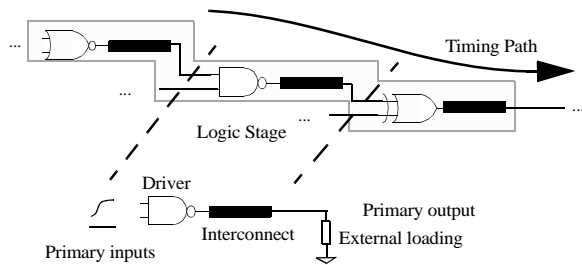 ...
Timing Path
...
...
...
Logic Stage
Driver
Primary output
Interconnect
External loading
Primary inputs